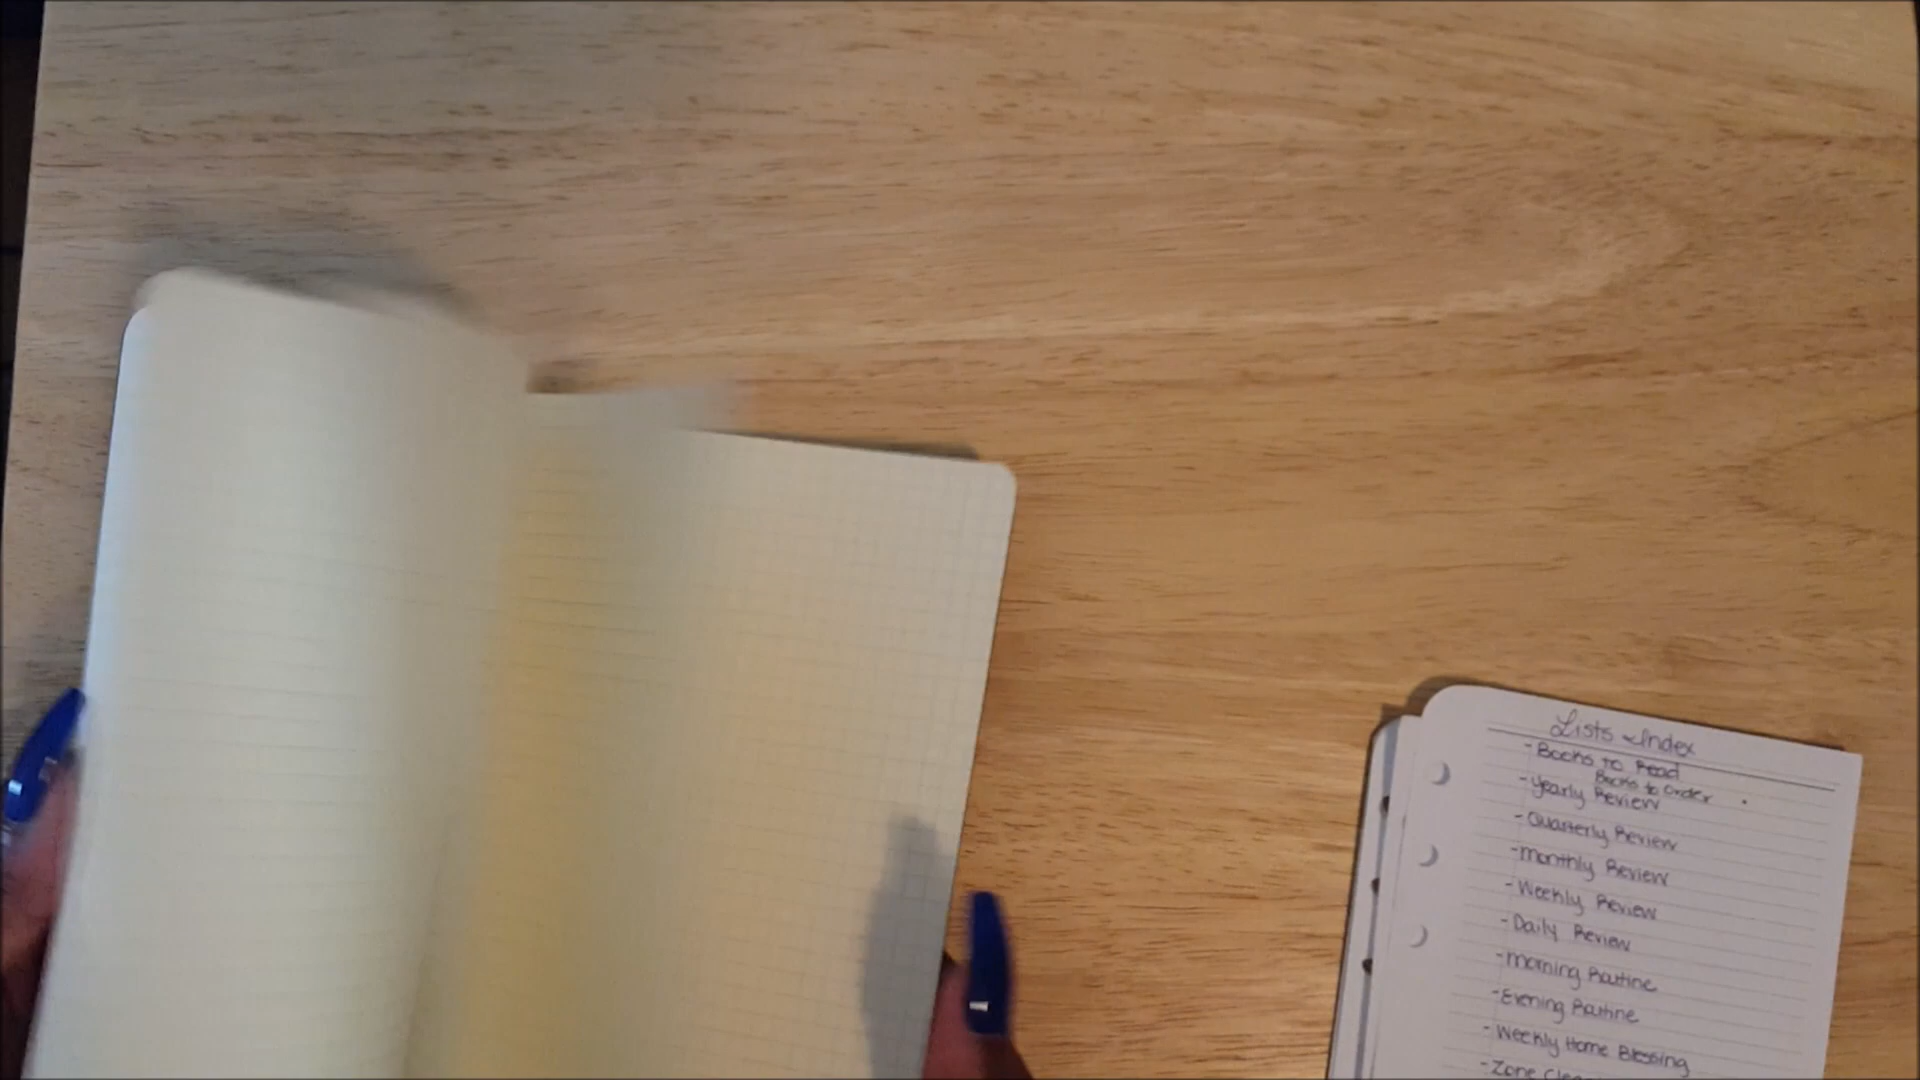 Lists Index
- Books to Read
Books to Order
- Yearly Review
- Quarterly Review
- Monthly Review
- Weekly Review
- Daily Review
- Morning Routine
- Evening Routine
- Weekly Home Blessing
- Zone